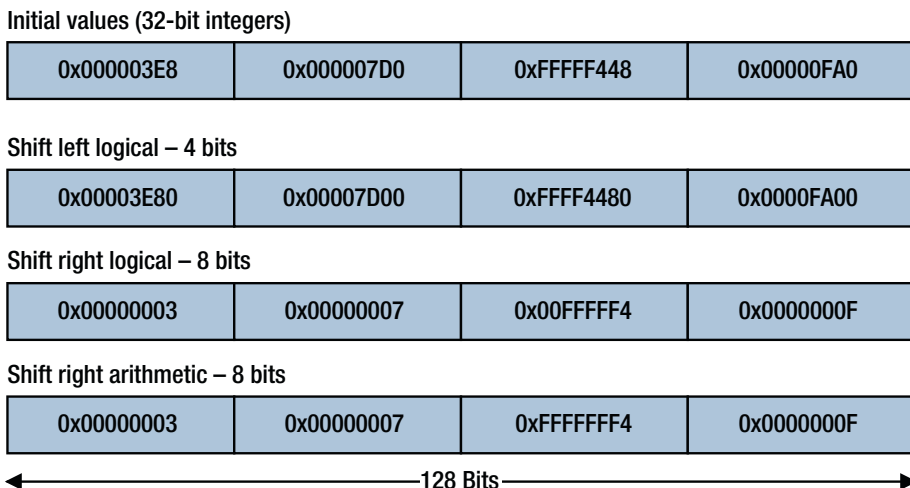 Initial values (32-bit integers)
0x000003E8 0x000007D0 0xFFFFF448 0x00000FA0
Shift left logical – 4 bits
0x00003E80 0x00007D00 0xFFFF4480 0x0000FA00
Shift right logical – 8 bits
0x00000003 0x00000007 0x00FFFFF4 0x0000000F
Shift right arithmetic – 8 bits
0x00000003 0x00000007 0xFFFFFFF4 0x0000000F
128 Bits